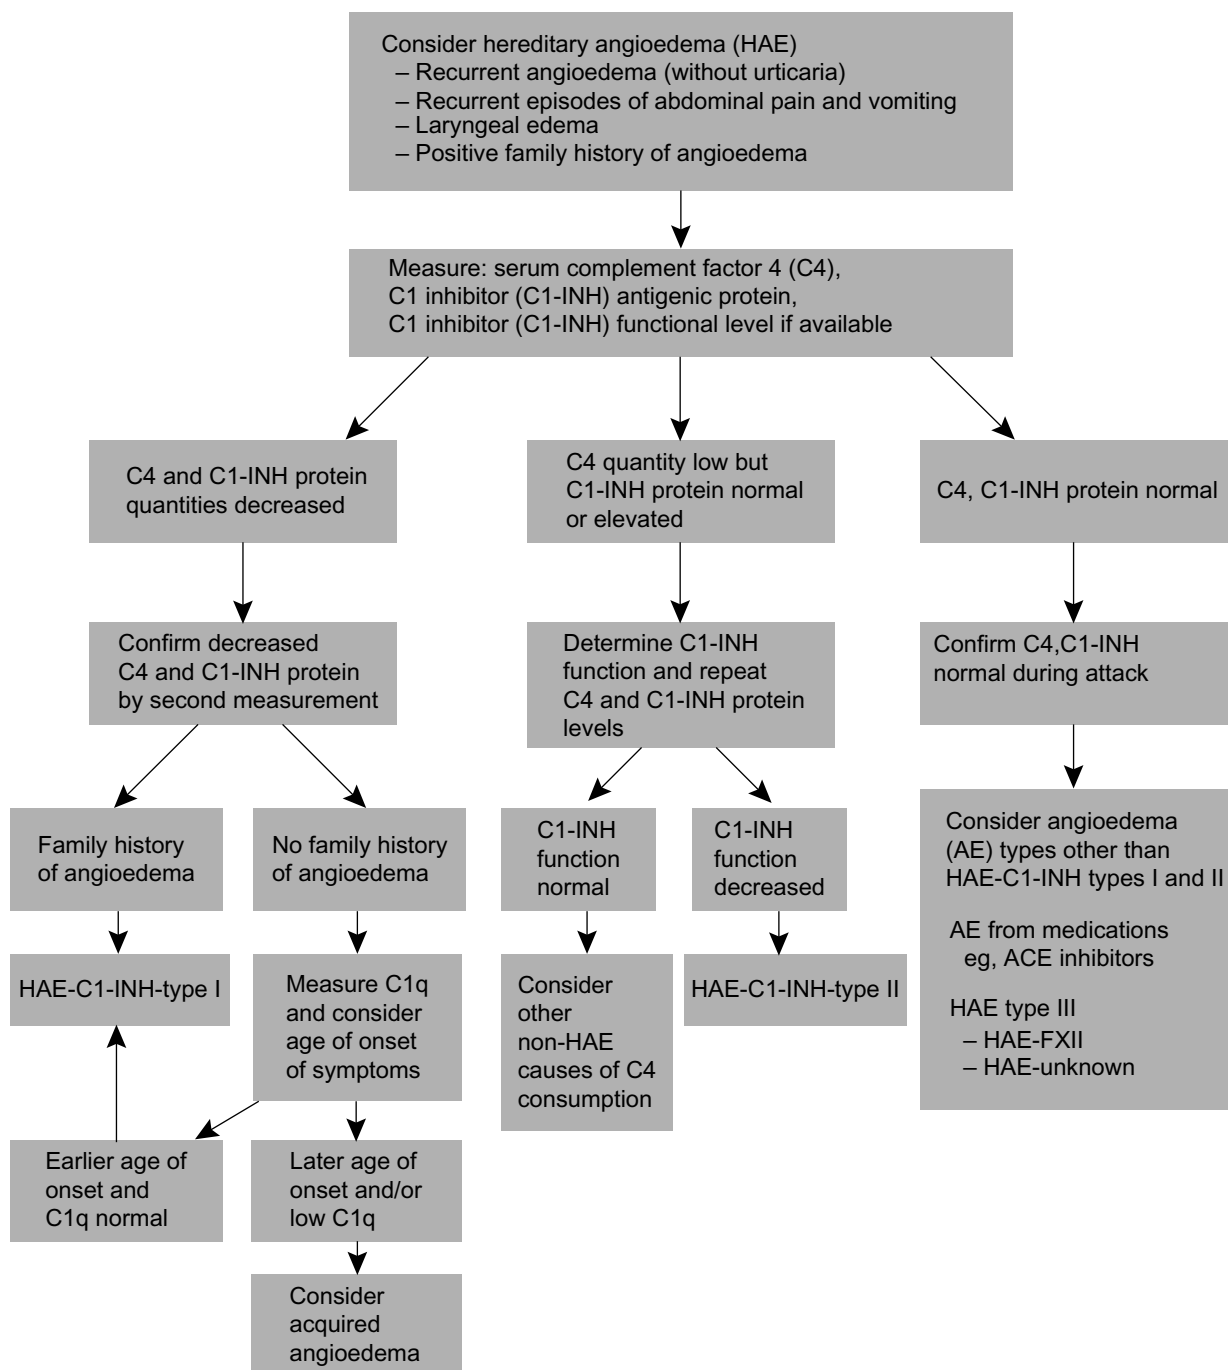 Consider hereditary angioedema (HAE)
– Recurrent angioedema (without urticaria)
– Recurrent episodes of abdominal pain and vomiting
– Laryngeal edema
– Positive family history of angioedema
Measure: serum complement factor 4 (C4),
C1 inhibitor (C1-INH) antigenic protein,
C1 inhibitor (C1-INH) functional level if available
C4 and C1-INH protein
quantities decreased
C4 quantity low but
C1-INH protein normal
or elevated
C4, C1-INH protein normal
Confirm decreased
C4 and C1-INH protein
by second measurement
Determine C1-INH
function and repeat
C4 and C1-INH protein
levels
Confirm C4,C1-INH
normal during attack
Family history
of angioedema
No family history
of angioedema
C1-INH
function
normal
C1-INH
function
decreased
Consider angioedema
(AE) types other than
HAE-C1-INH types I and II
AE from medications
eg, ACE inhibitors
HAE type III
– HAE-FXII
– HAE-unknown
HAE-C1-INH-type I
Measure C1q
and consider
age of onset
of symptoms
Consider
other
non-HAE
causes of C4
consumption
HAE-C1-INH-type II
Earlier age of
onset and
C1q normal
Later age of
onset and/or
low C1q
Consider
acquired
angioedema